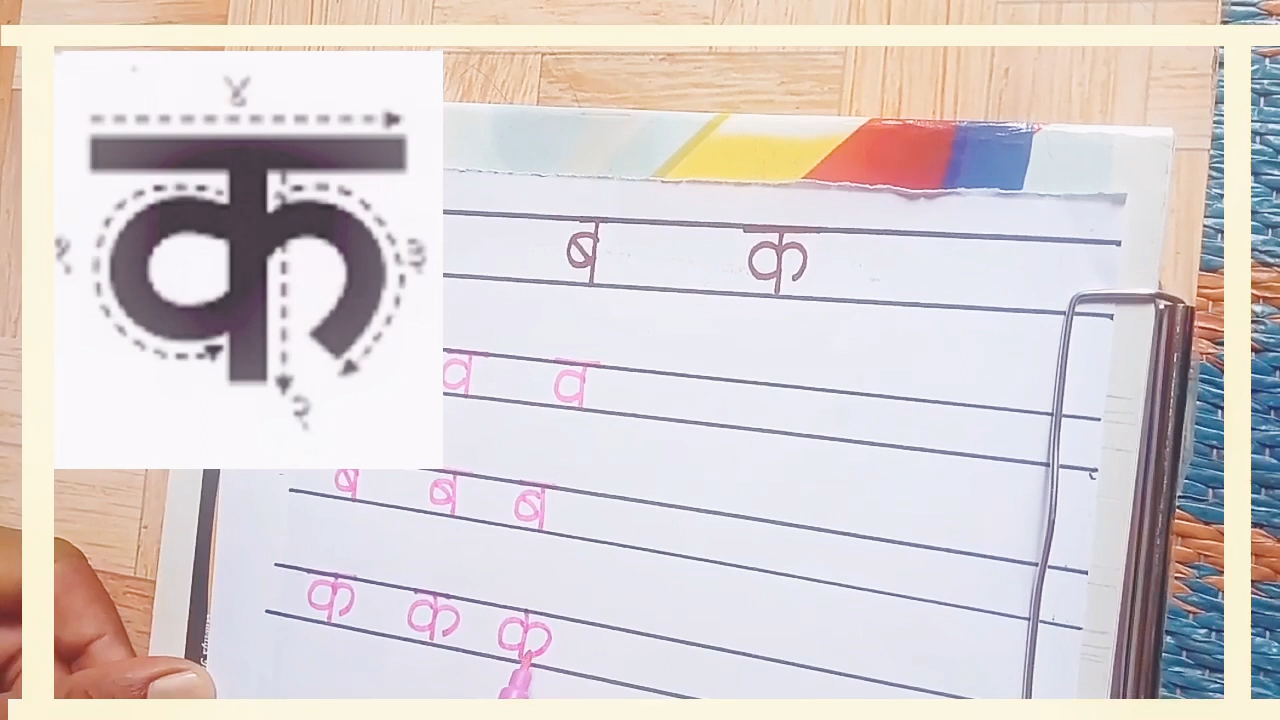 ४
क
१ ३
२
ब क
व व
ब ब ब
क क क